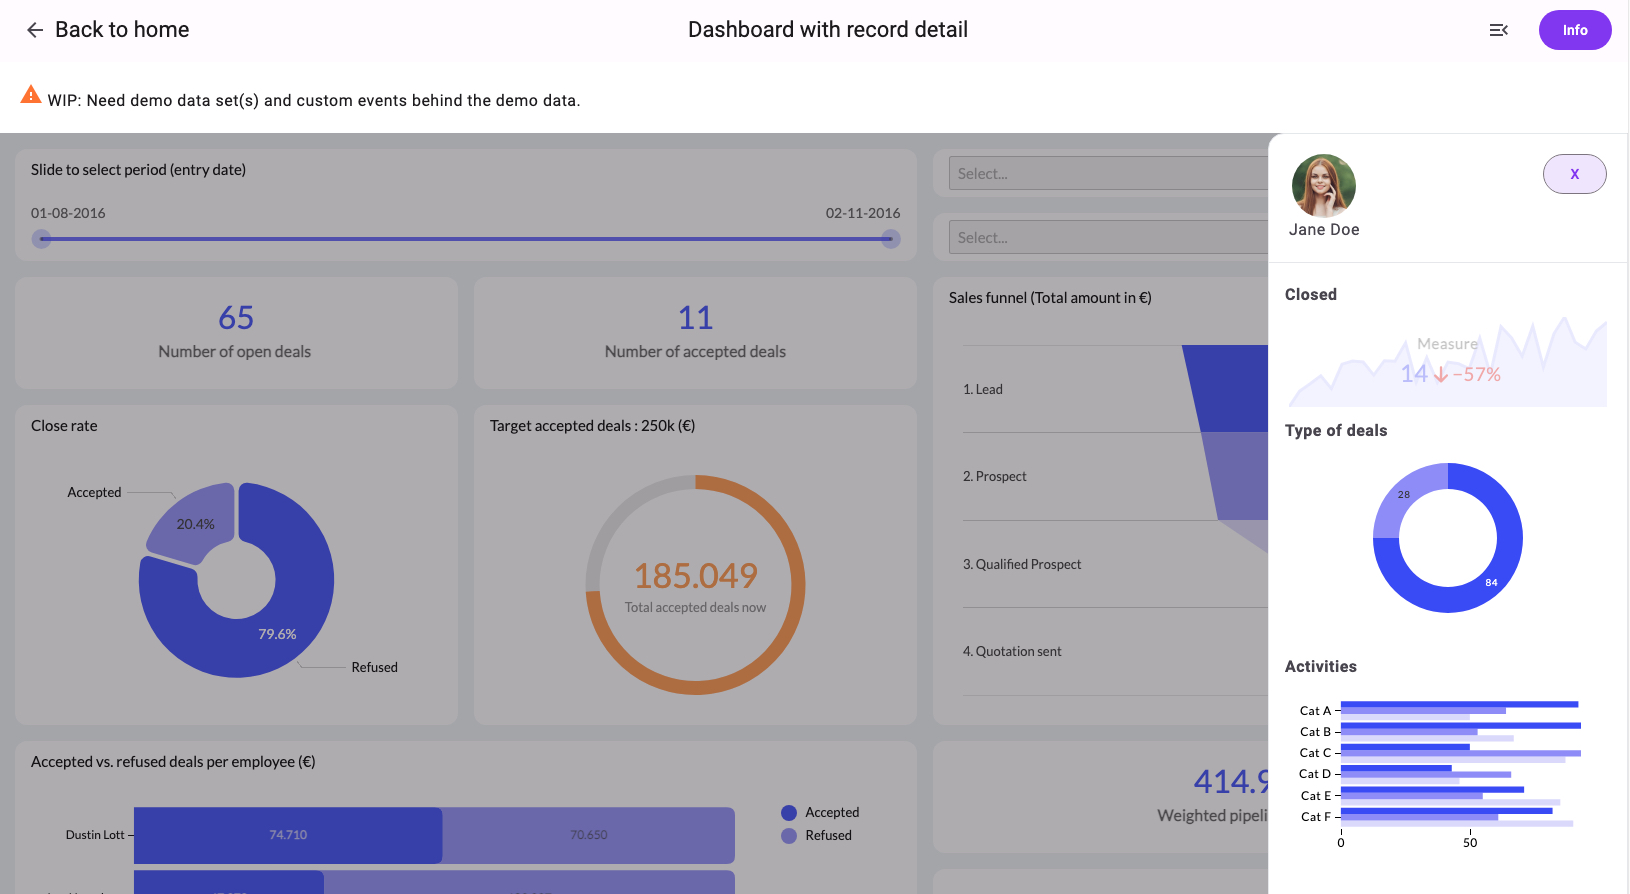 Back to home
Dashboard with record detail
Info
WIP: Need demo data set(s) and custom events behind the demo data.
Slide to select period (entry date)
01-08-2016
02-11-2016
Select...
Select...
65
Number of open deals
11
Number of accepted deals
Sales funnel (Total amount in €)
1. Lead
2. Prospect
3. Qualified Prospect
4. Quotation sent
Close rate
Accepted
20.4%
79.6%
Refused
Target accepted deals : 250k (€)
185.049
Total accepted deals now
Accepted vs. refused deals per employee (€)
Dustin Lott
74.710
70.650
Accepted
Refused
414.9
Weighted pipeli
X
Jane Doe
Closed
Measure
14 −57%
Type of deals
28
84
Activities
Cat A
Cat B
Cat C
Cat D
Cat E
Cat F
0
50